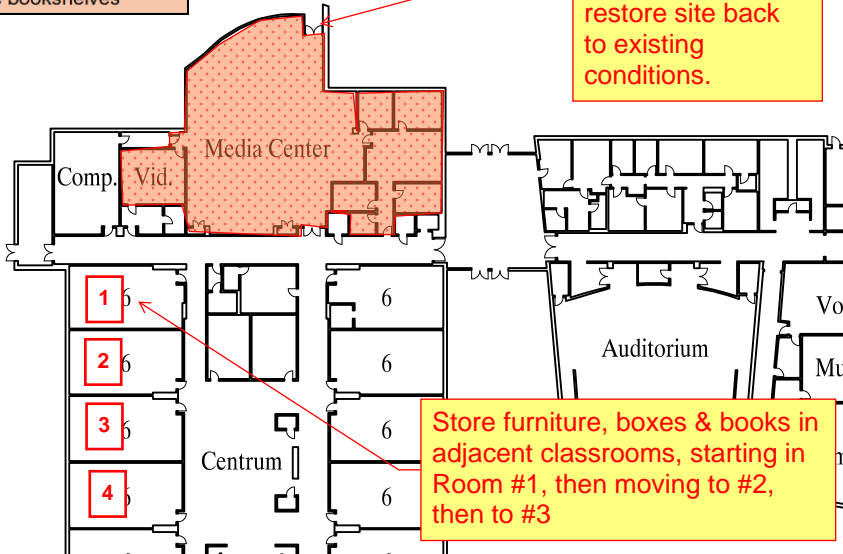 bookshelves
restore site back
to existing
conditions.
Media Center
Comp.
Vid.
1
6
6
2
6
6
Auditorium
3
6
6
Centrum
4
6
6
Store furniture, boxes & books in
adjacent classrooms, starting in
Room #1, then moving to #2,
then to #3